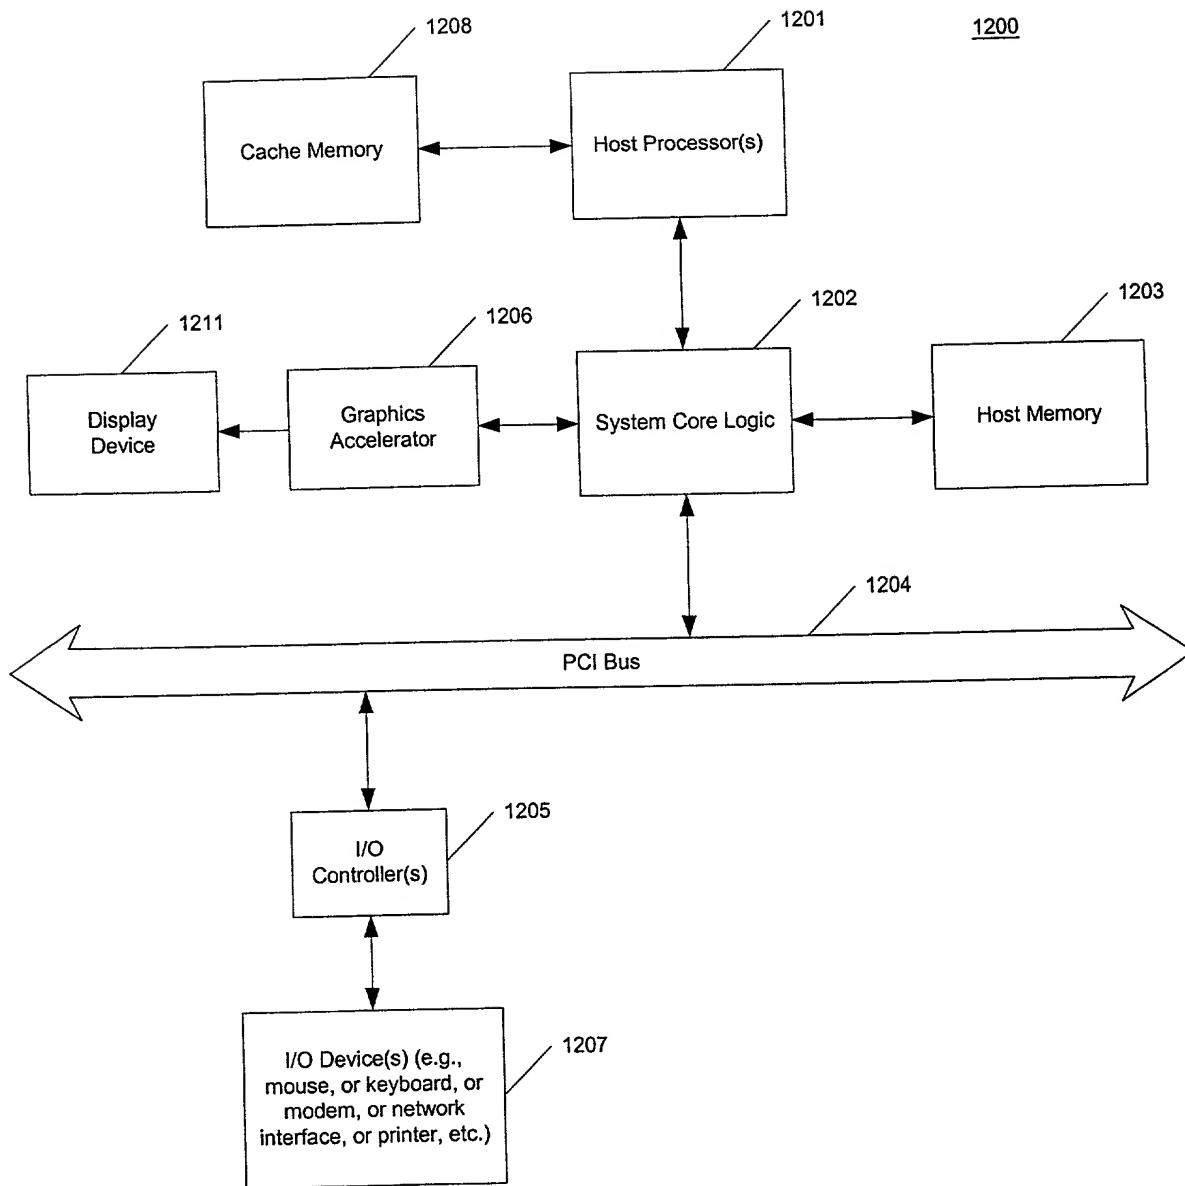 1208
1201
1200
Cache Memory
Host Processor(s)
1211
1206
1202
1203
Display
Device
Graphics
Accelerator
System Core Logic
Host Memory
1204
PCI Bus
1205
I/O
Controller(s)
1207
I/O Device(s) (e.g.,
mouse, or keyboard, or
modem, or network
interface, or printer, etc.)